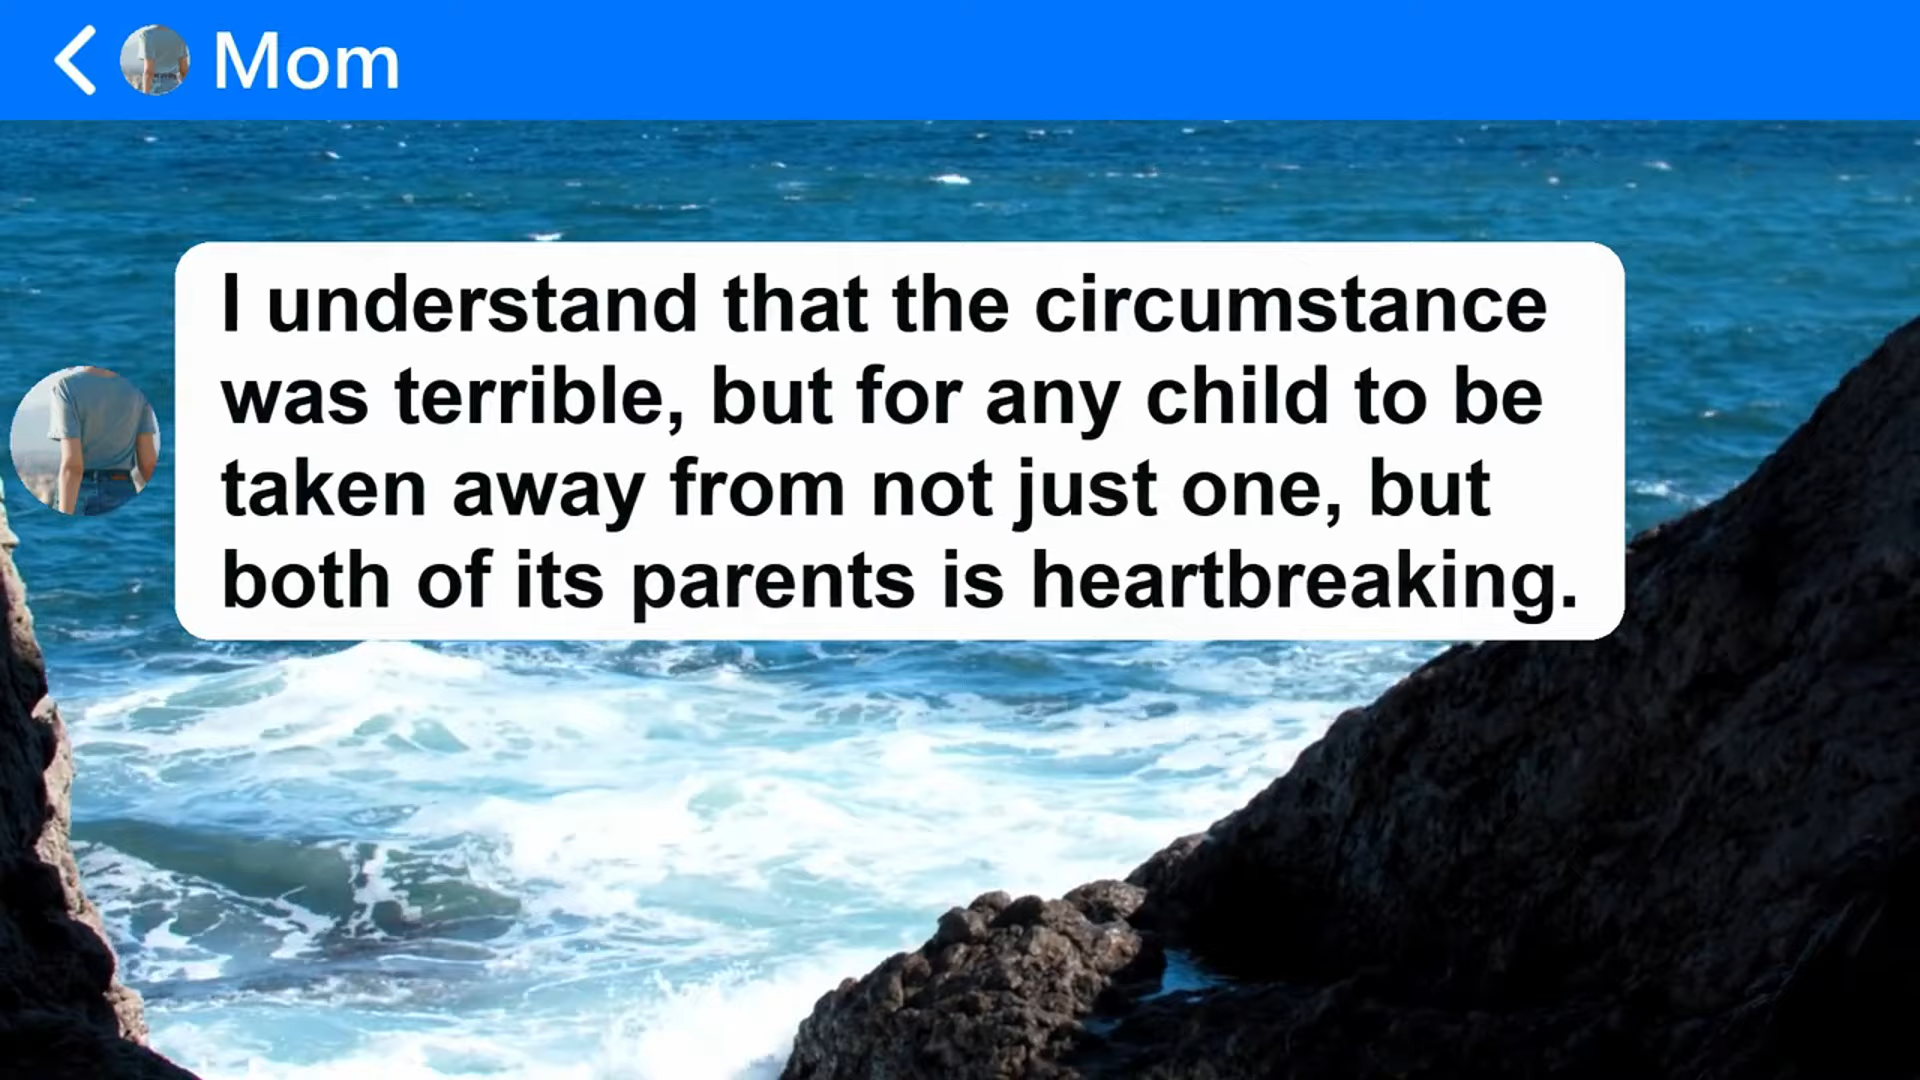 Mom
I understand that the circumstance
was terrible, but for any child to be
taken away from not just one, but
both of its parents is heartbreaking.